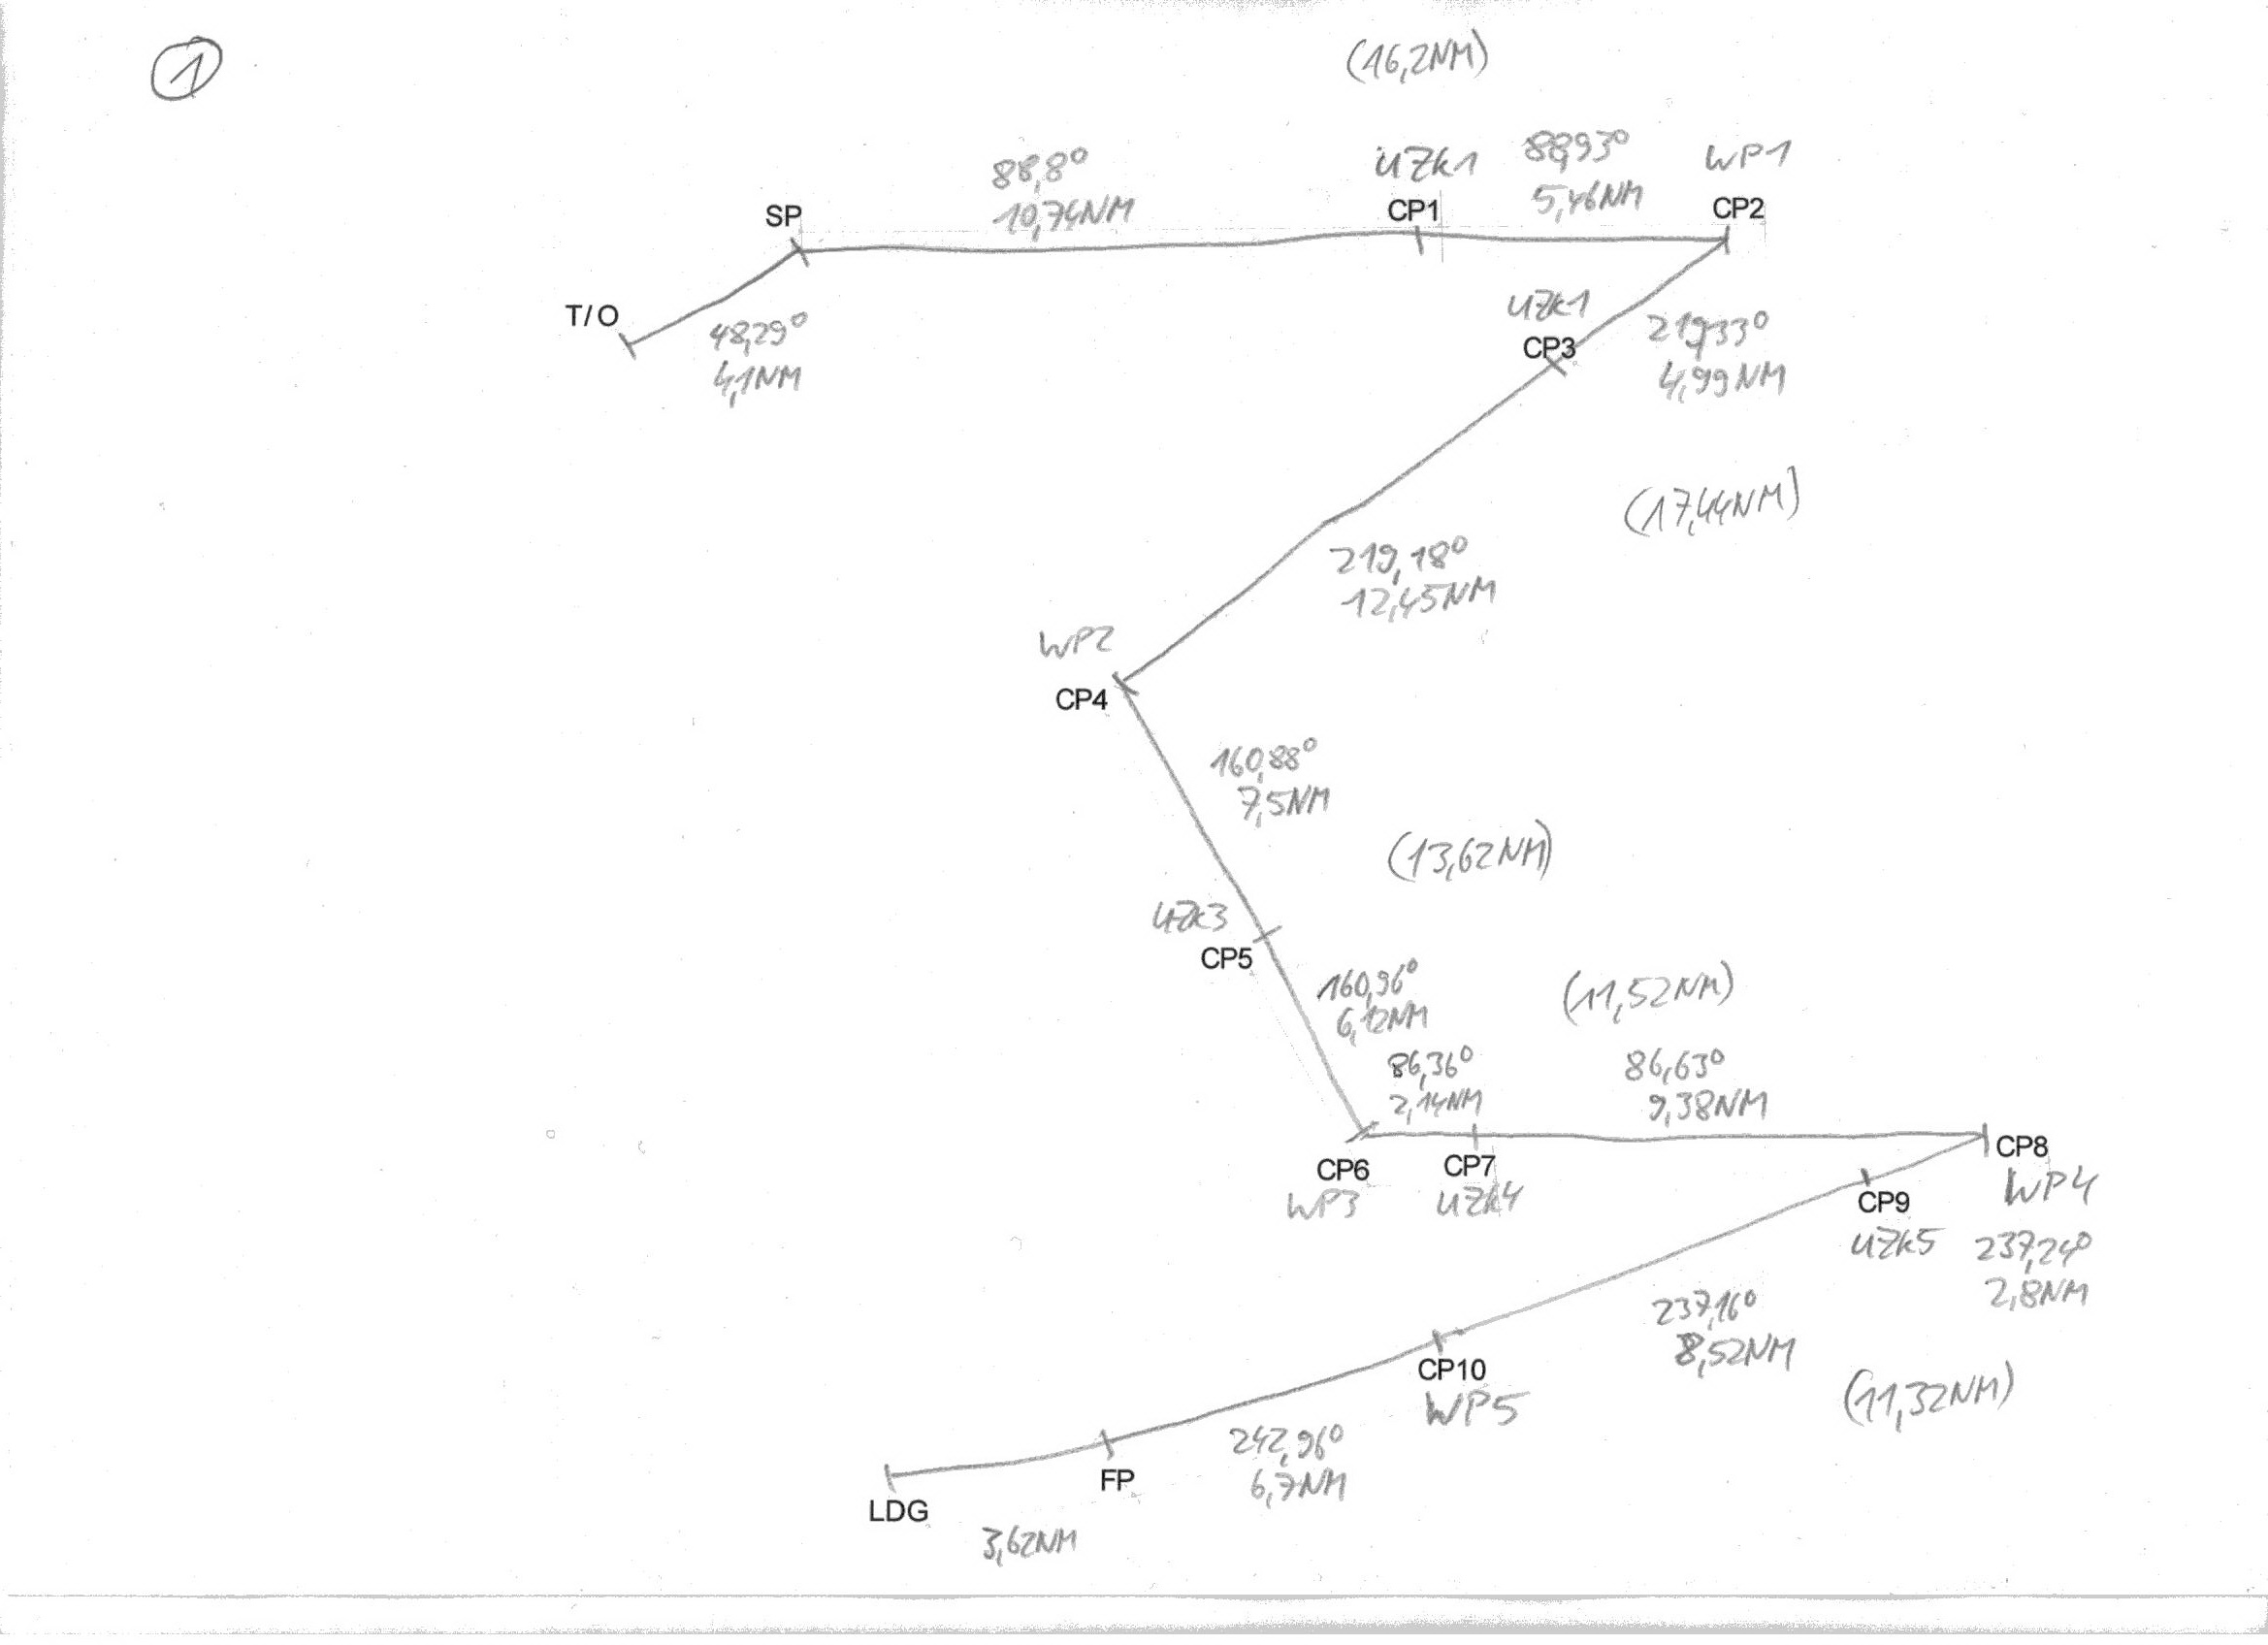 1
(16,2NM)
88,8°
10,74NM
UZk1
88,93°
5,46NM
WP1
SP
CP1
CP2
T/O
48,29°
4,1NM
UZk1
CP3
219,33°
4,99NM
(17,44NM)
219,18°
12,45NM
WP2
CP4
160,88°
7,5NM
(13,62NM)
UZk3
CP5
160,96°
6,12NM
(11,52NM)
86,36°
2,14NM
86,63°
9,38NM
CP6
WP3
CP7
UZk4
CP8
WP4
CP9
UZk5
237,24°
2,8NM
237,16°
8,52NM
(11,32NM)
CP10
WP5
242,96°
6,7NM
FP
LDG
3,62NM